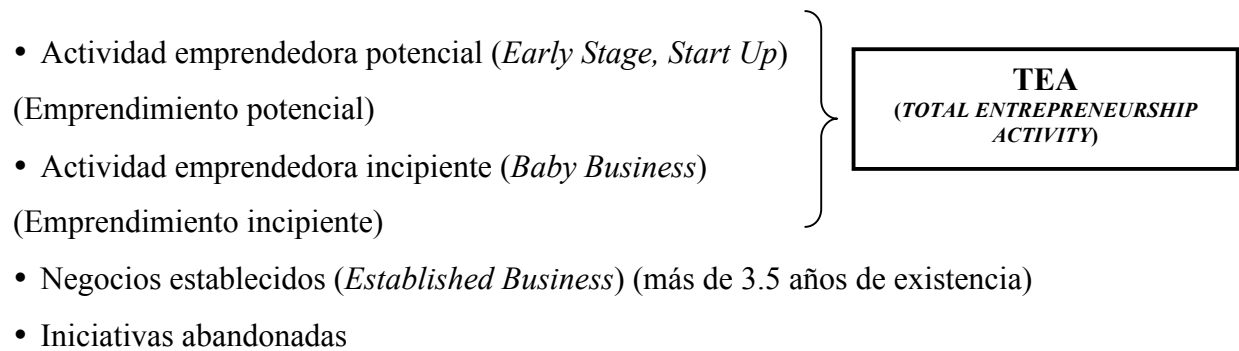 • Actividad emprendedora potencial (Early Stage, Start Up)
(Emprendimiento potencial)
• Actividad emprendedora incipiente (Baby Business)
(Emprendimiento incipiente)
TEA
(TOTAL ENTREPRENEURSHIP
ACTIVITY)
• Negocios establecidos (Established Business) (más de 3.5 años de existencia)
• Iniciativas abandonadas